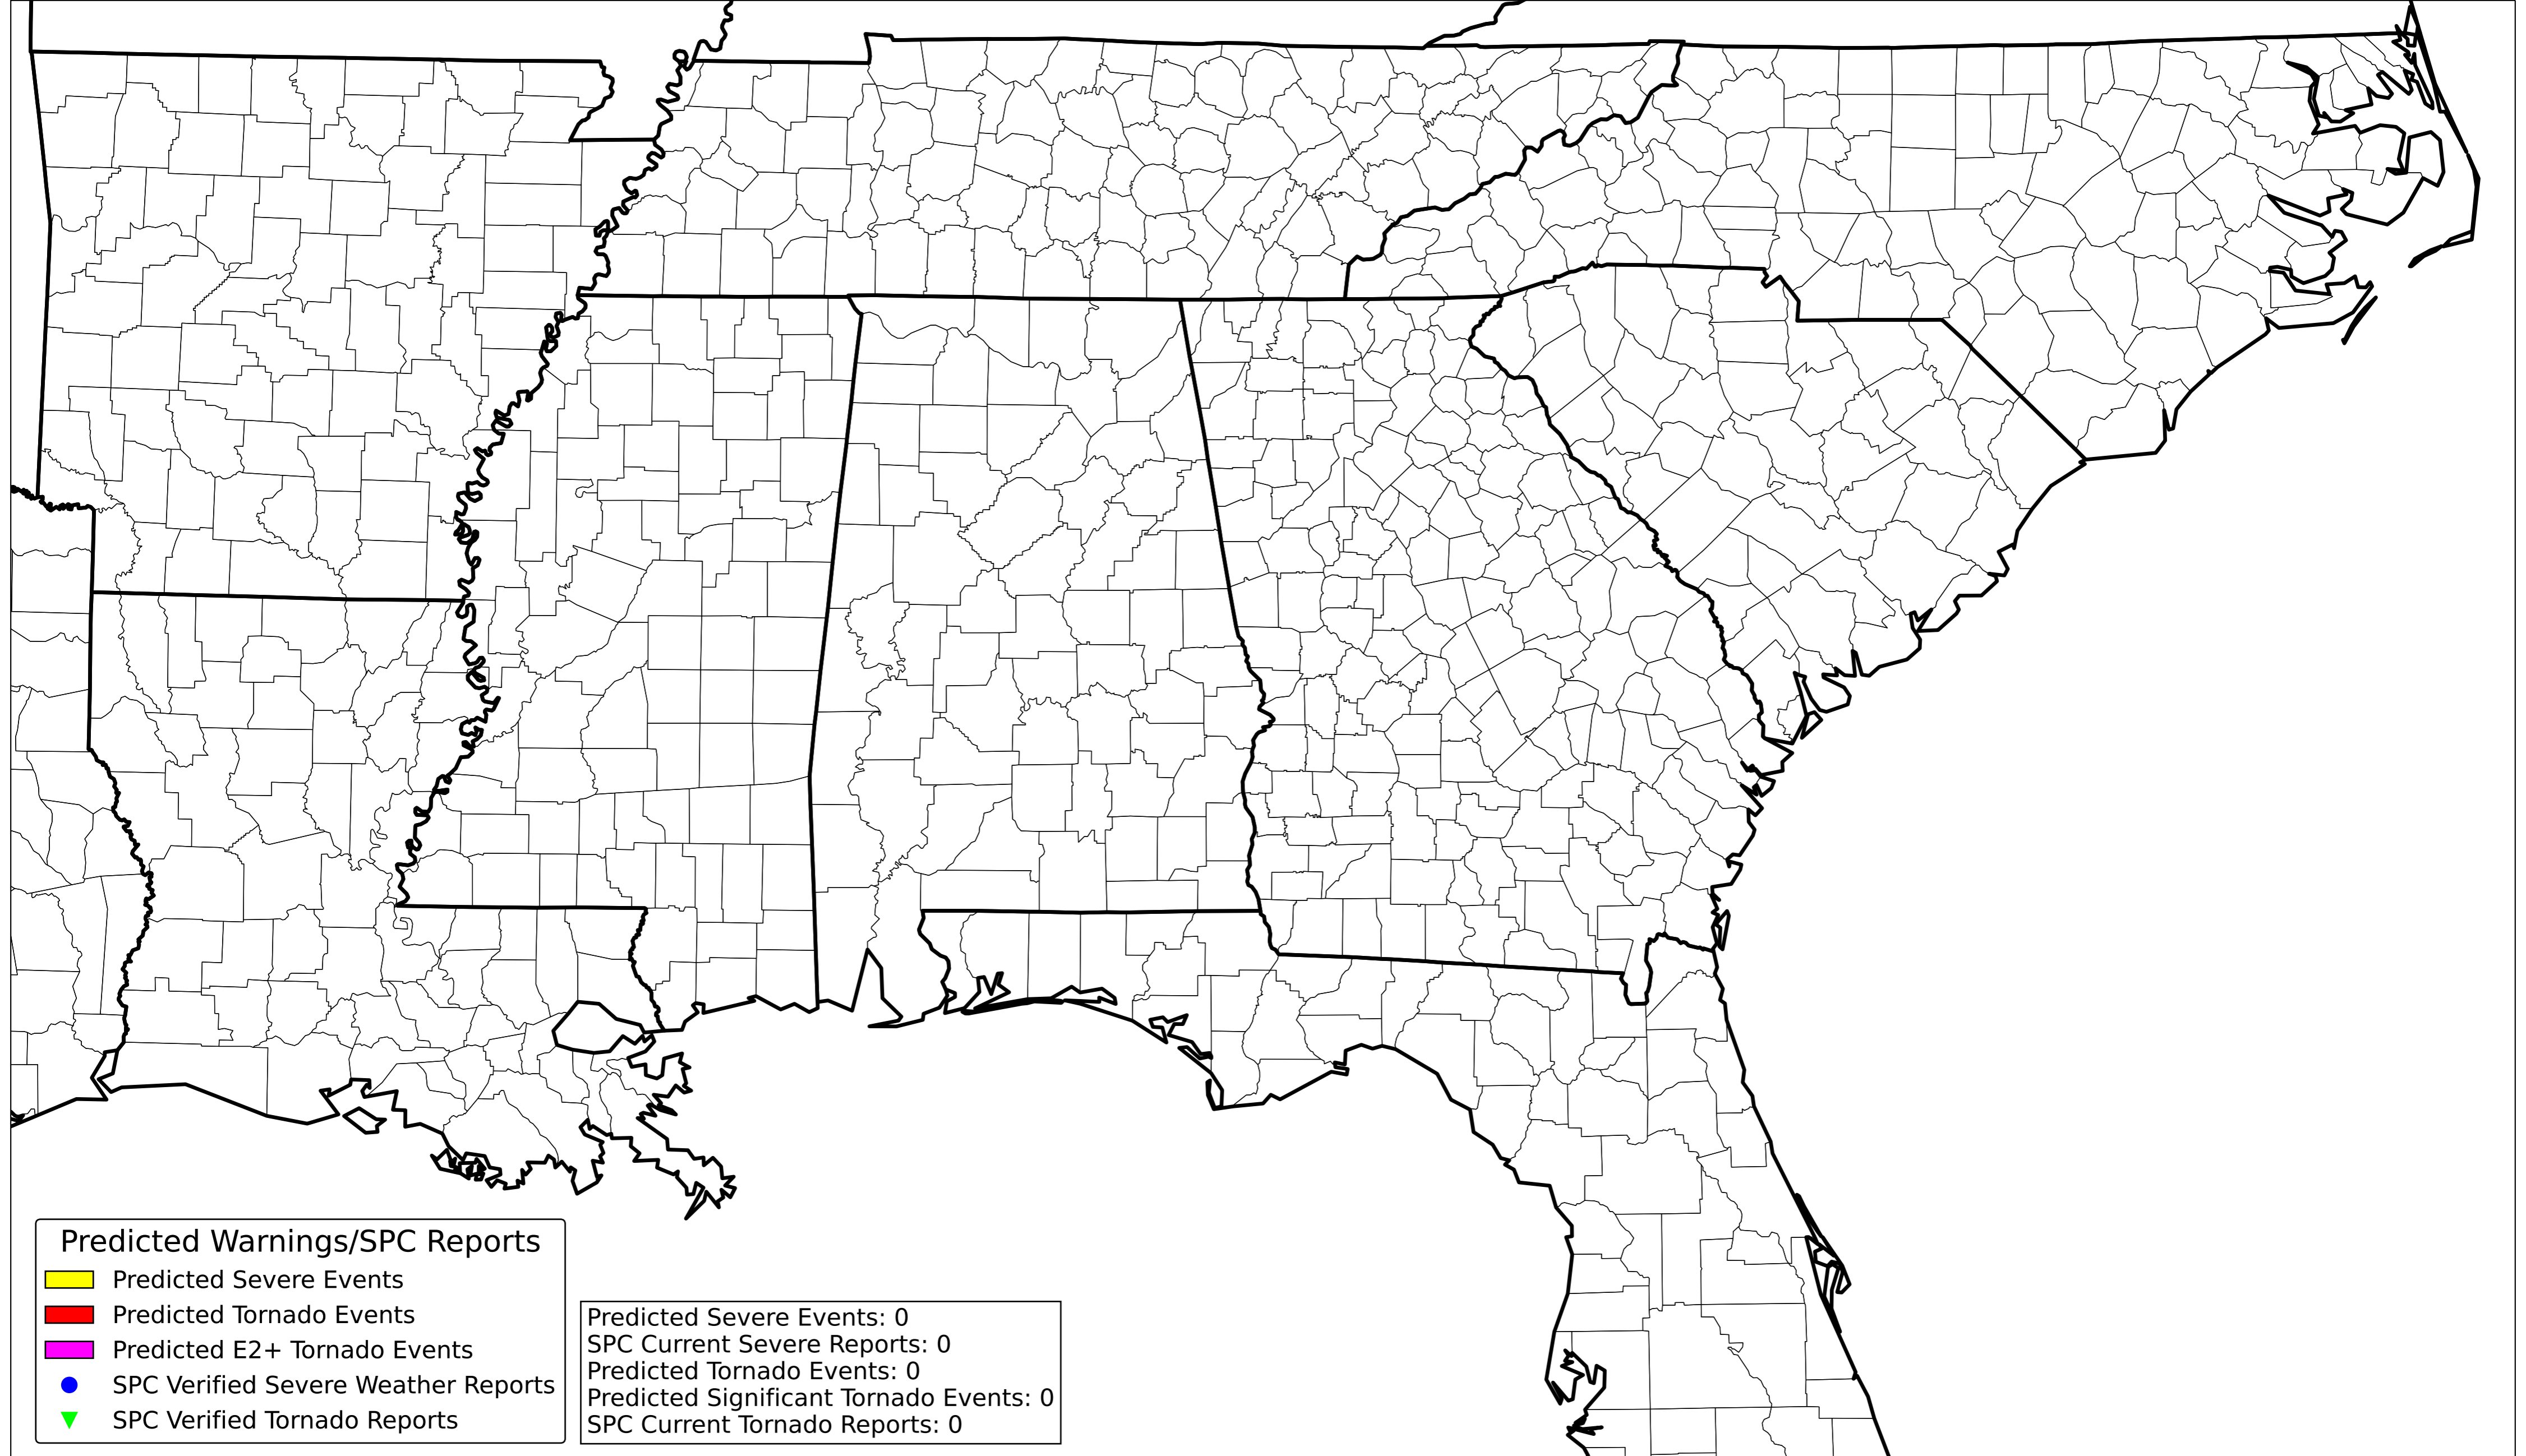 Predicted Warnings/SPC Reports
Predicted Severe Events
Predicted Tornado Events
Predicted E2+ Tornado Events
SPC Verified Severe Weather Reports
SPC Verified Tornado Reports
Predicted Severe Events: 0
SPC Current Severe Reports: 0
Predicted Tornado Events: 0
Predicted Significant Tornado Events: 0
SPC Current Tornado Reports: 0